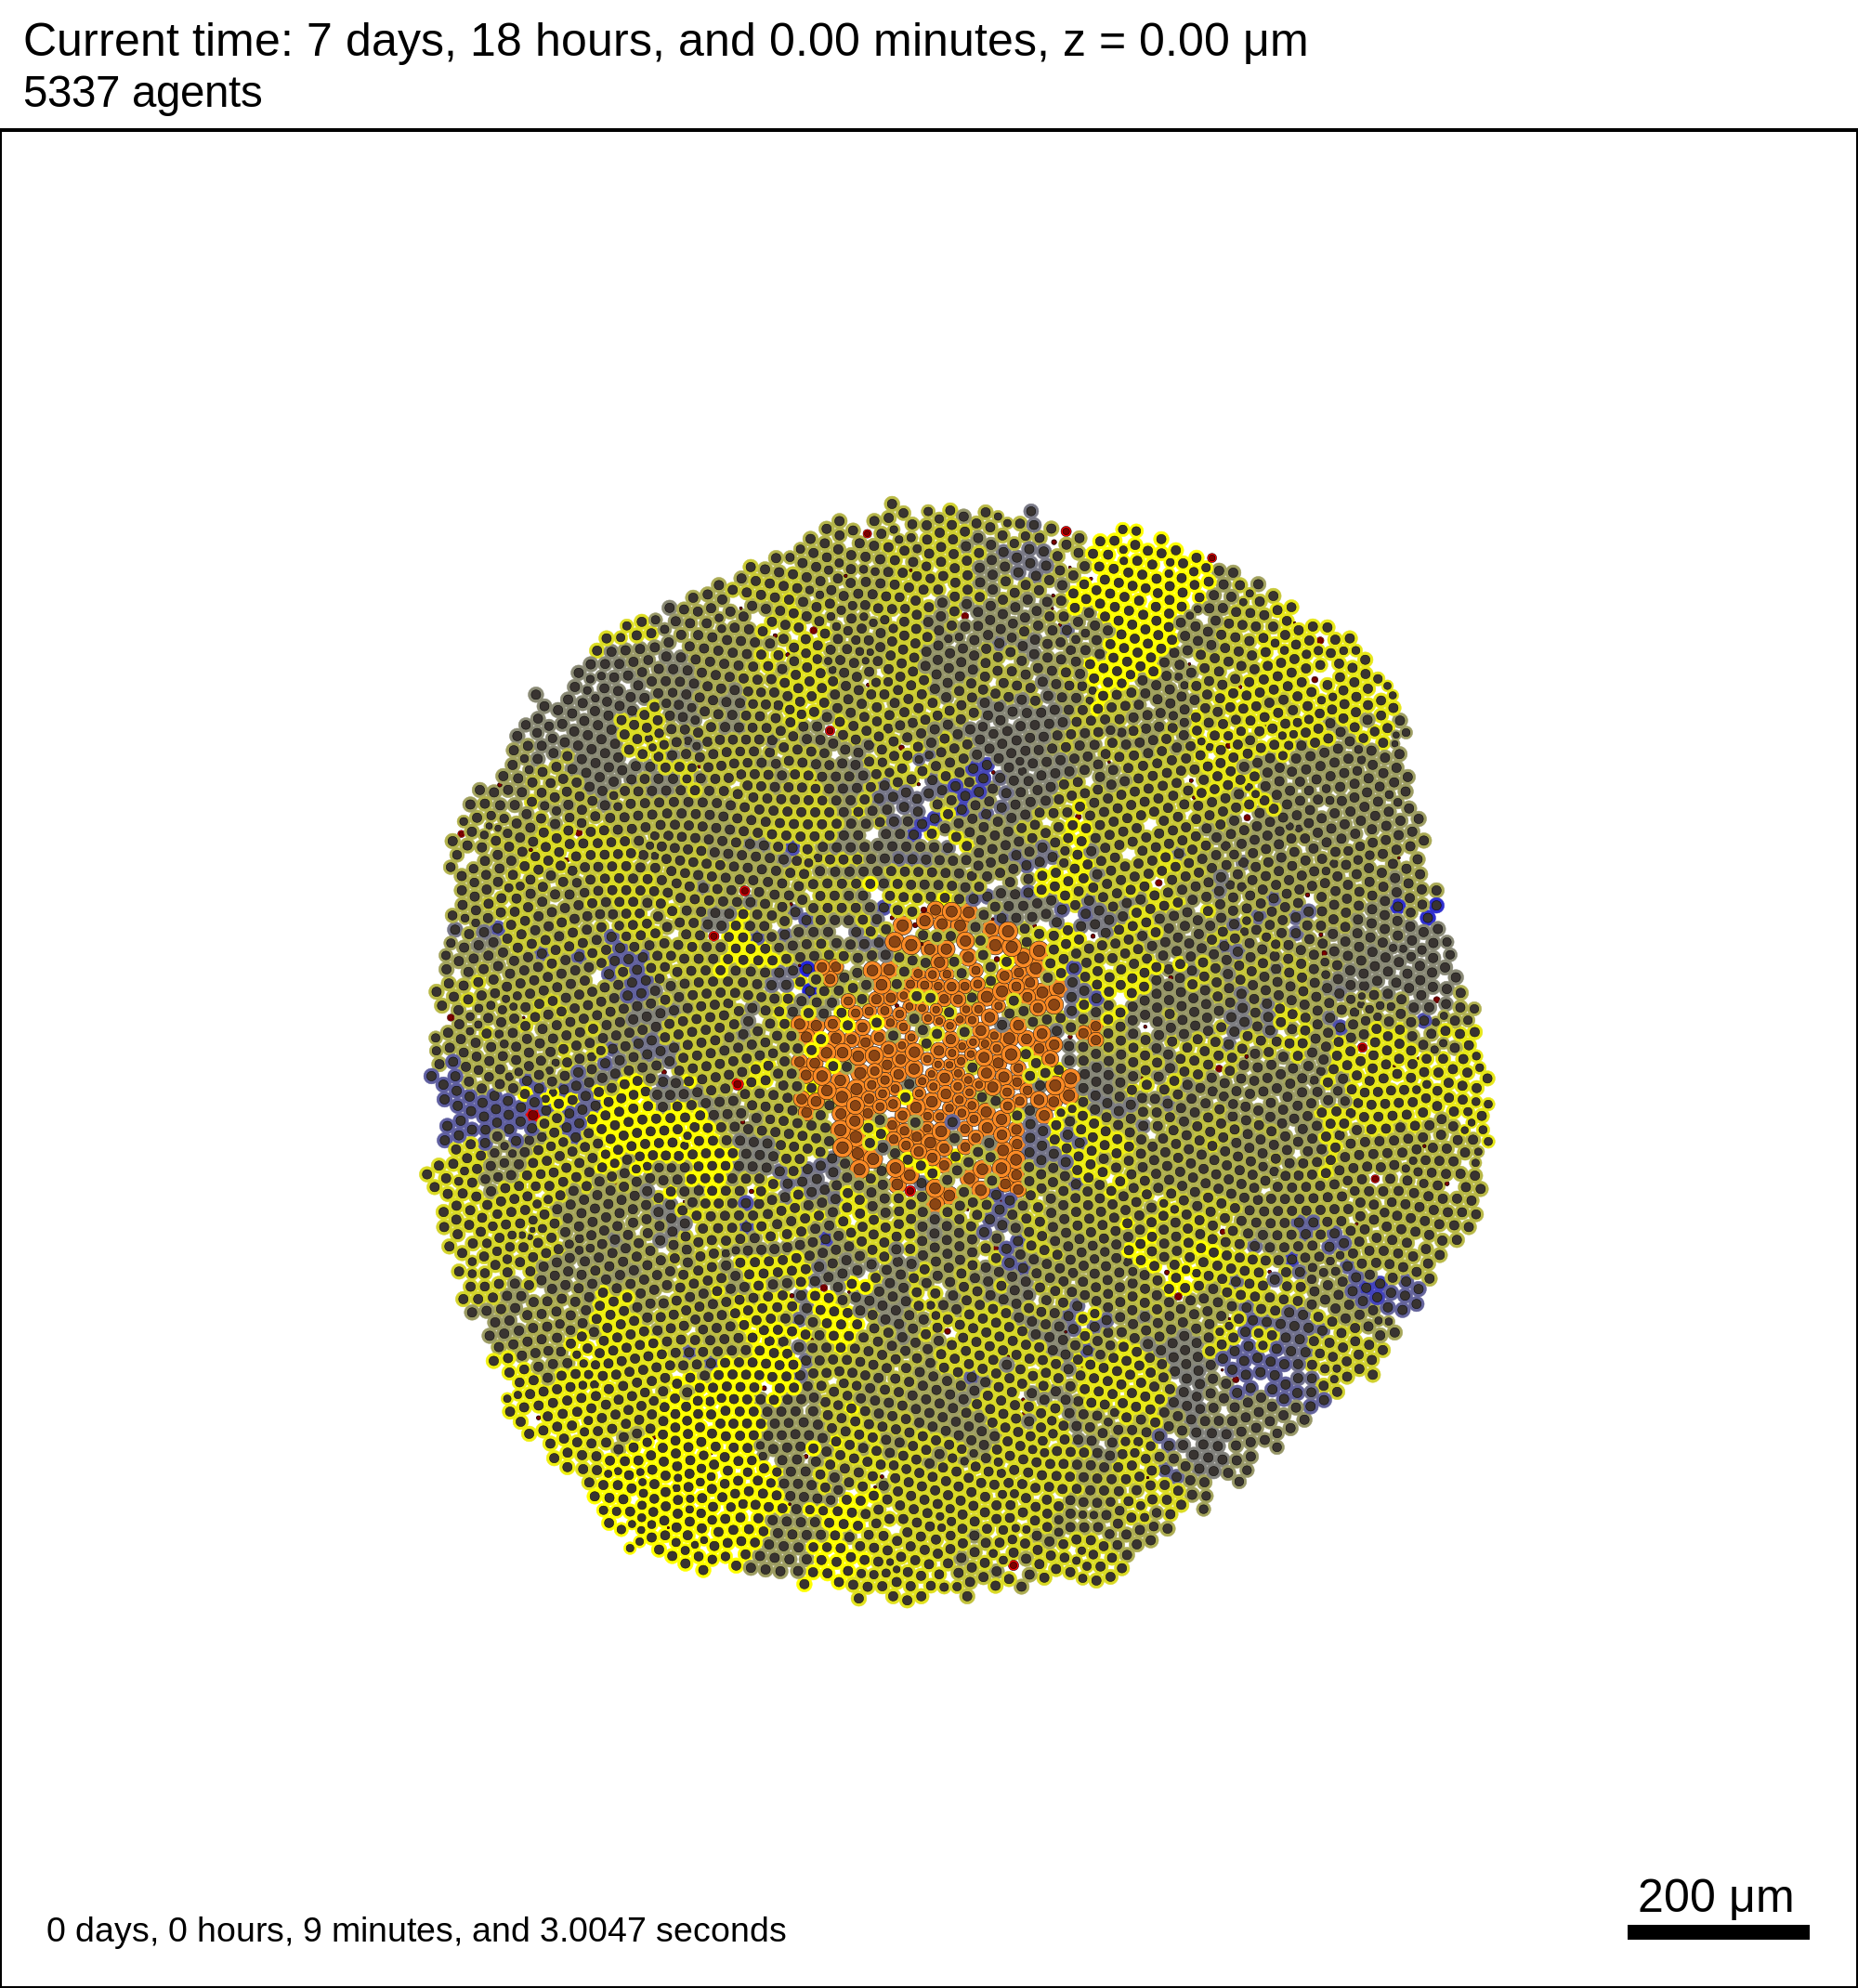 Current time: 7 days, 18 hours, and 0.00 minutes, z = 0.00 μm
5337 agents
200 μm
0 days, 0 hours, 9 minutes, and 3.0047 seconds